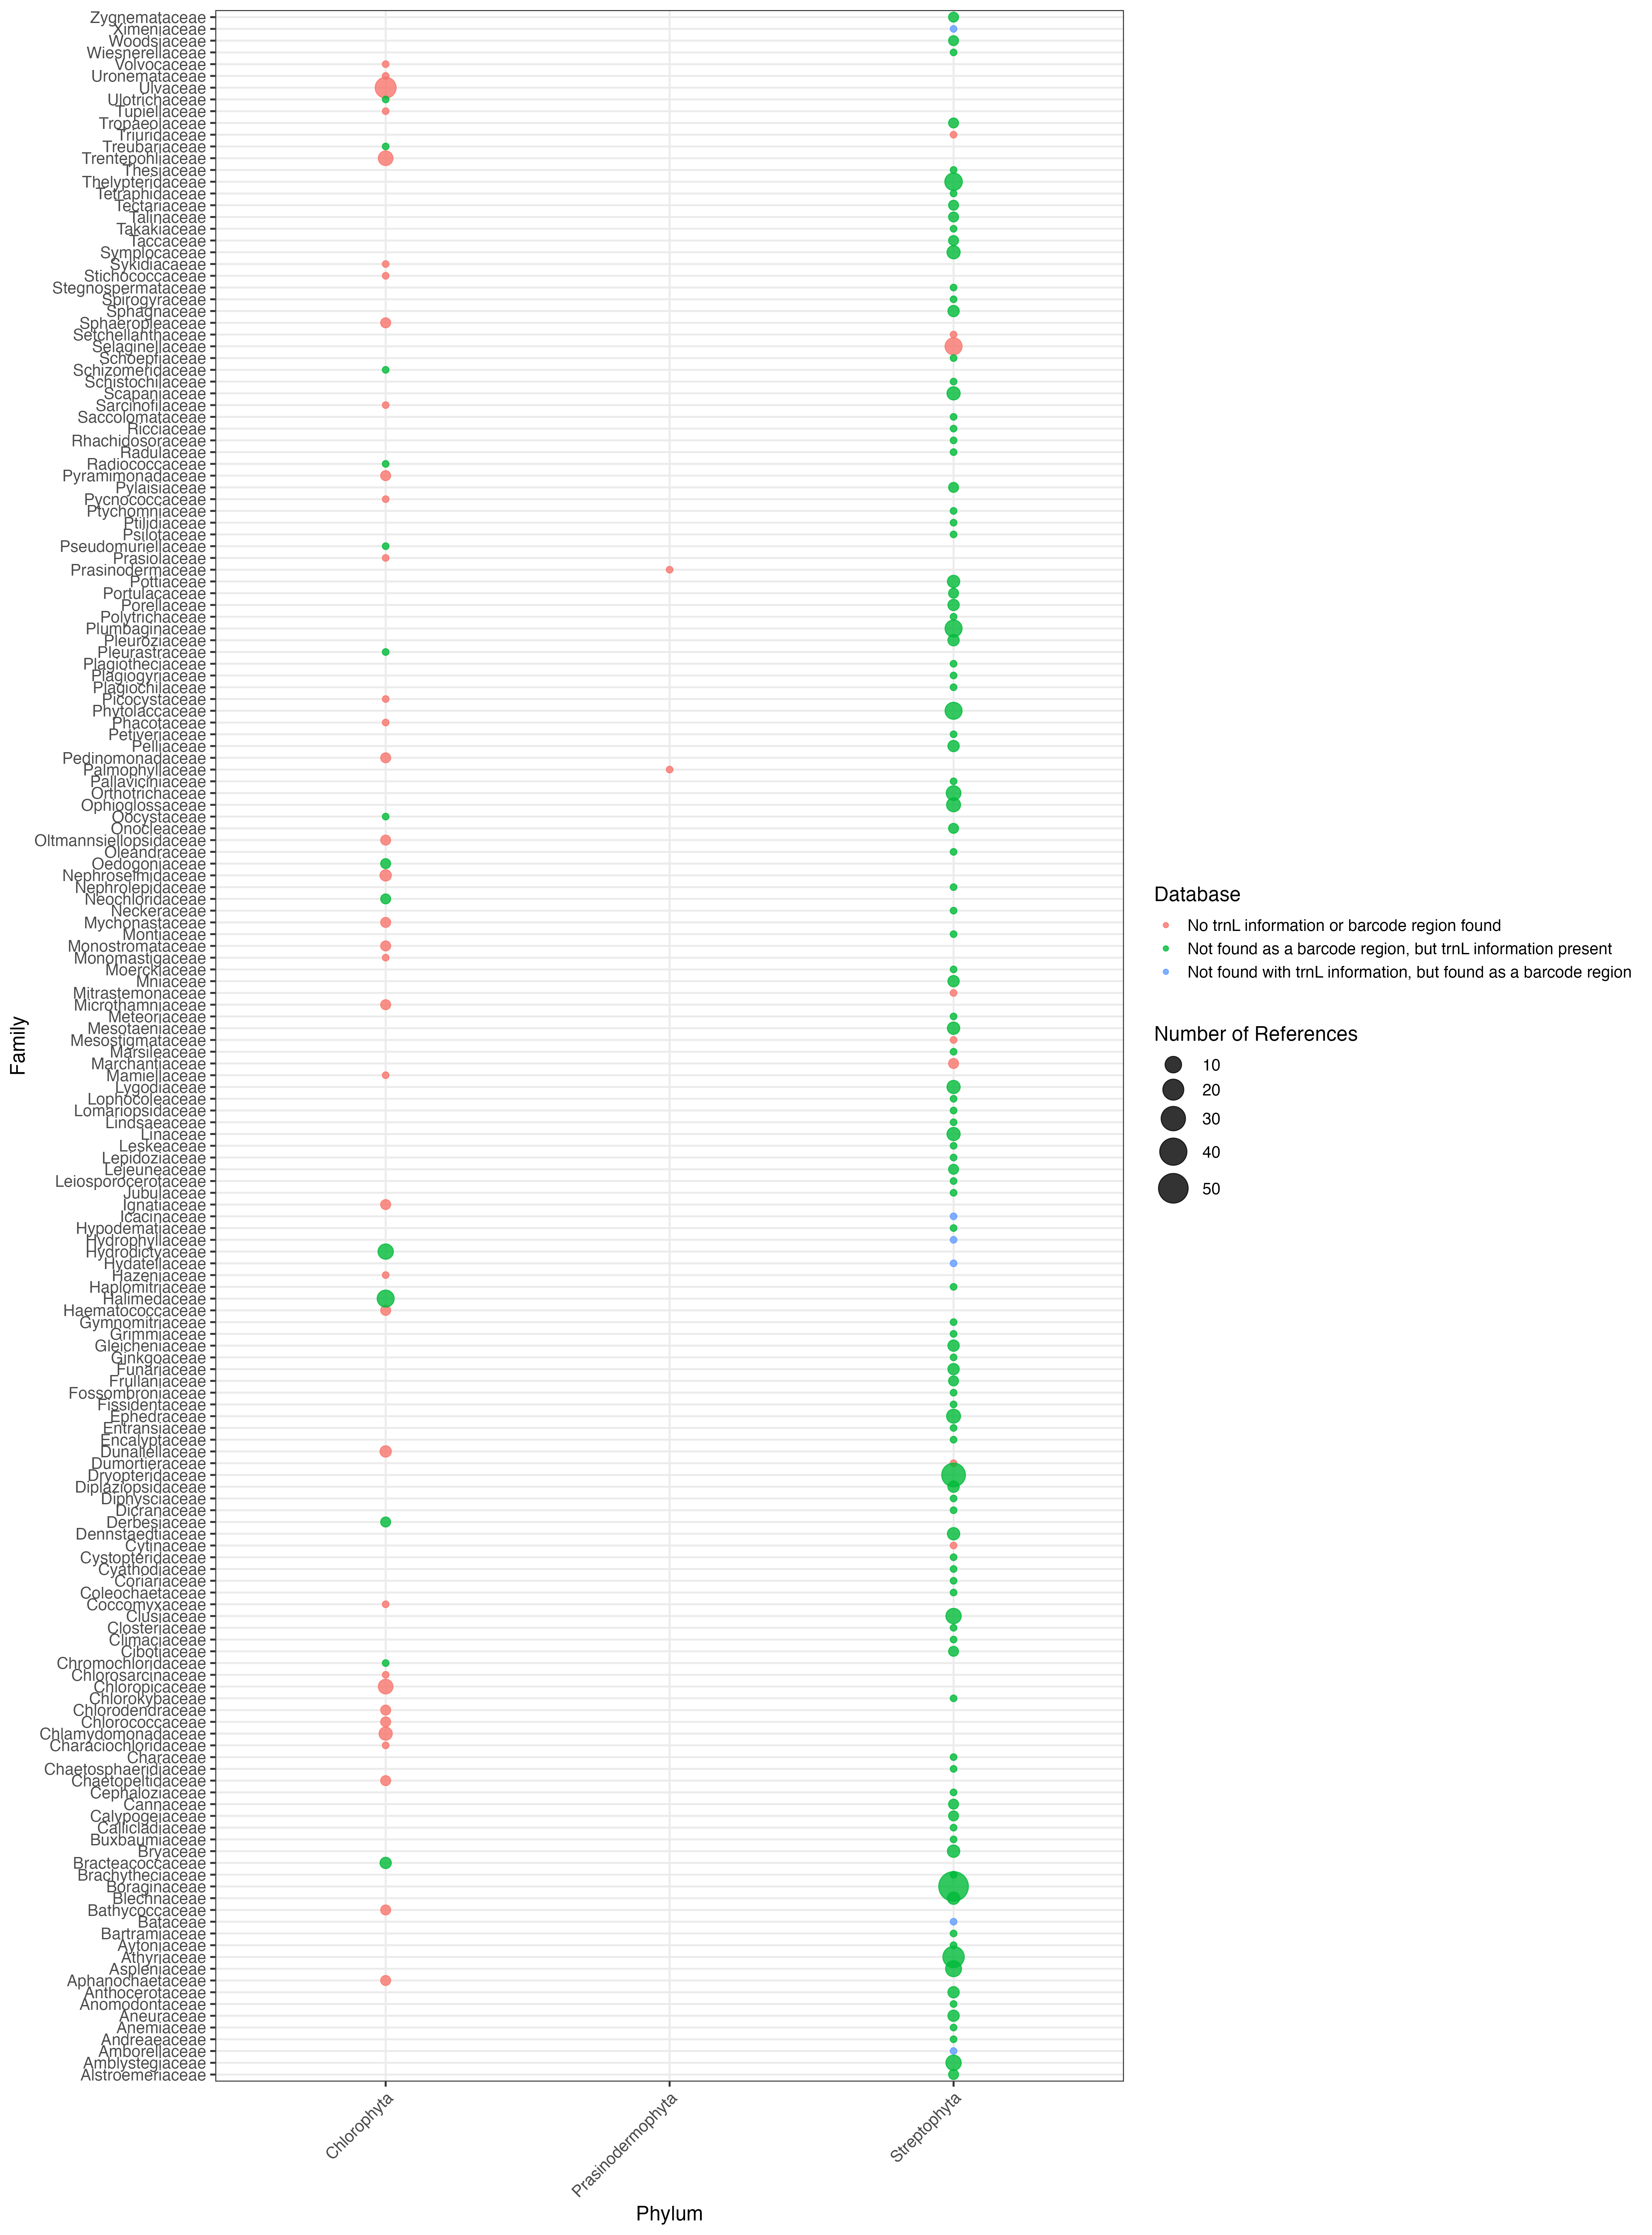 Zygnemataceae
Ximeniaceae
Woodsiaceae
Wiesnerellaceae
Volvocaceae
Uronemataceae
Ulvaceae
Ulotrichaceae
Tupiellaceae
Tropaeolaceae
Triuridaceae
Treubariaceae
Trentepohliaceae
Thesiaceae
Thelypteridaceae
Tetraphidaceae
Tectariaceae
Talinaceae
Takakiaceae
Taccaceae
Symplocaceae
Sykidiaceae
Stichococcaceae
Stegnospermataceae
Spirogyraceae
Sphagnaceae
Sphaeropleaceae
Setchellanthaceae
Selaginellaceae
Schoepfiaceae
Schizomeridaceae
Schistochilaceae
Scapaniaceae
Sarcinofilaceae
Saccolomataceae
Ricciaceae
Rhachidosoraceae
Radulaceae
Radiococcaceae
Pyramimonadaceae
Pylaisiaceae
Pycnococcaceae
Ptychomniaceae
Ptilidiaceae
Psilotaceae
Pseudomuriellaceae
Prasiolaceae
Prasinodermaceae
Pottiaceae
Portulacaceae
Porellaceae
Polytrichaceae
Plumbaginaceae
Pleuroziaceae
Pleurastraceae
Plagiotheciaceae
Plagiogyriaceae
Plagiochilaceae
Picocystaceae
Phytolaccaceae
Phacotaceae
Petiveriaceae
Pelliaceae
Pedinomonadaceae
Palmophyllaceae
Pallaviciniaceae
Orthotrichaceae
Ophioglossaceae
Oocystaceae
Onocleaceae
Oltmannsiellopsidaceae
Oleandraceae
Oedogoniaceae
Nephroselmidaceae
Nephrolepidaceae
Neochloridaceae
Neckeraceae
Mychonastaceae
Montiaceae
Monostromataceae
Monomastigaceae
Moerckiaceae
Mniaceae
Mitrastemonaceae
Microthamniaceae
Meteoriaceae
Mesotaeniaceae
Mesostigmataceae
Marsileaceae
Marchantiaceae
Mamiellaceae
Lygodiaceae
Lophocoleaceae
Lomariopsidaceae
Lindsaeaceae
Linaceae
Leskeaceae
Lepidoziaceae
Lejeuneaceae
Leiosporocerotaceae
Jubulaceae
Ignatiaceae
Icacinaceae
Hypodematiaceae
Hydrophyllaceae
Hydrodictyaceae
Hydatellaceae
Hazeniaceae
Haplomitriaceae
Halimedaceae
Haematococcaceae
Gymnomitriaceae
Grimmiaceae
Gleicheniaceae
Ginkgoaceae
Funariaceae
Frullaniaceae
Fossombroniaceae
Fissidentaceae
Ephedraceae
Entransiaceae
Encalyptaceae
Dunaliellaceae
Dumortieraceae
Dryopteridaceae
Diplaziopsidaceae
Diphysciaceae
Dicranaceae
Derbesiaceae
Dennstaedtiaceae
Cytinaceae
Cystopteridaceae
Cyathodiaceae
Coriariaceae
Coleochaetaceae
Coccomyxaceae
Clusiaceae
Closteriaceae
Climaciaceae
Cibotiaceae
Chromochloridaceae
Chlorosarcinaceae
Chloropicaceae
Chlorokybaceae
Chlorodendraceae
Chlorococcaceae
Chlamydomonadaceae
Characiochloridaceae
Characeae
Chaetosphaeridiaceae
Chaetopeltidaceae
Cephaloziaceae
Cannaceae
Calypogeiaceae
Callicladiaceae
Buxbaumiaceae
Bryaceae
Bracteacoccaceae
Brachytheciaceae
Boraginaceae
Blechnaceae
Bathycoccaceae
Bataceae
Bartramiaceae
Aytoniaceae
Athyriaceae
Aspleniaceae
Aphanochaetaceae
Anthocerotaceae
Anomodontaceae
Aneuraceae
Anemiaceae
Andreaeaceae
Amborellaceae
Amblystegiaceae
Alstroemeriaceae
Family
Chlorophyta
Prasinodermophyta
Streptophyta
Phylum
Database
No trnL information or barcode region found
Not found as a barcode region, but trnL information present
Not found with trnL information, but found as a barcode region
Number of References
10
20
30
40
50